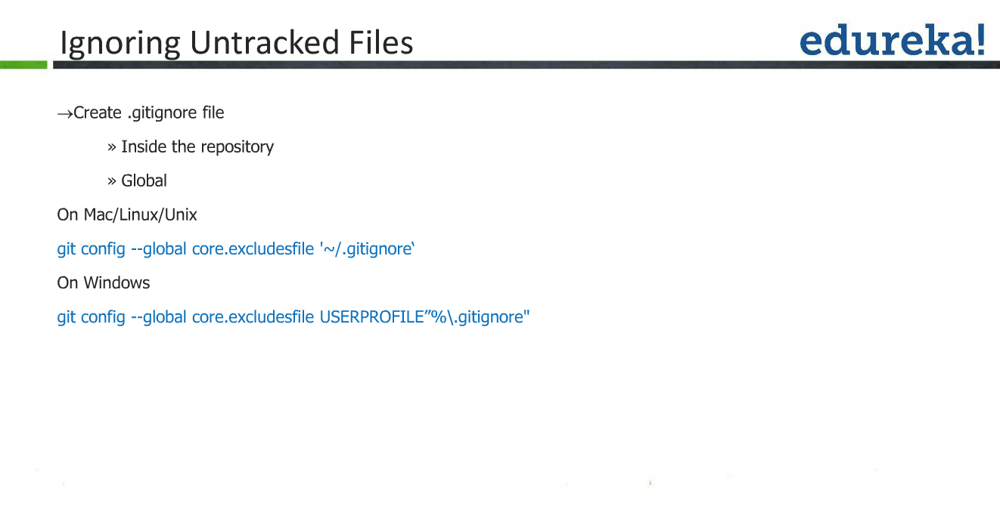 Ignoring Untracked Files
edureka!
→Create .gitignore file
» Inside the repository
» Global
On Mac/Linux/Unix
git config --global core.excludesfile '~/.gitignore‛
On Windows
git config --global core.excludesfile USERPROFILE”%\.gitignore"